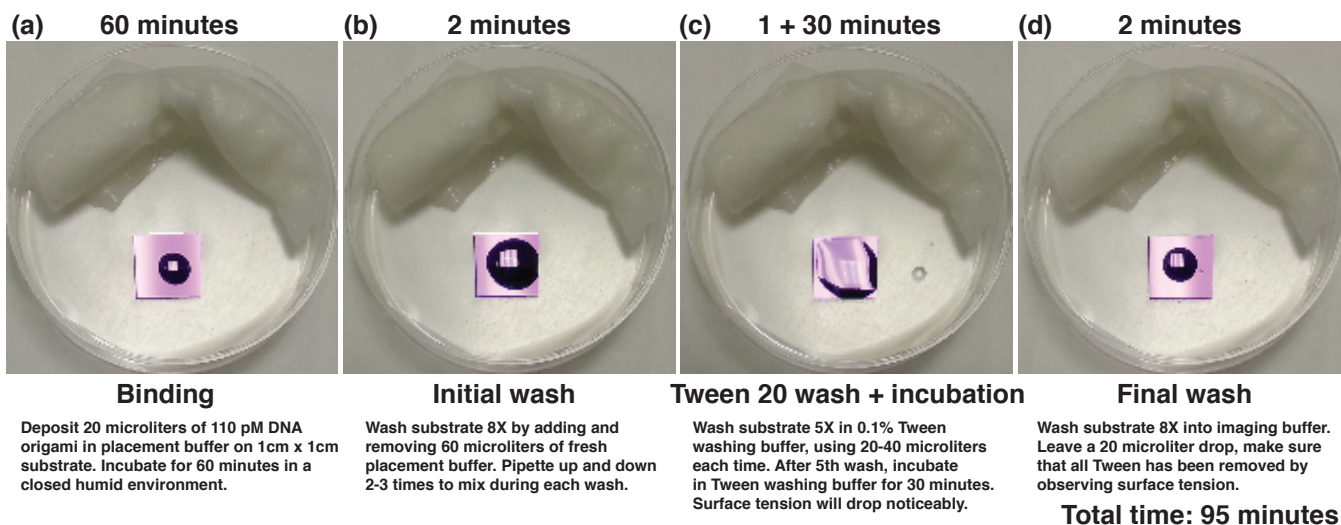 (a) 60 minutes
(b) 2 minutes
(c) 1 + 30 minutes
(d) 2 minutes
Binding
Deposit 20 microliters of 110 pM DNA
origami in placement buffer on 1cm x 1cm
substrate. Incubate for 60 minutes in a
closed humid environment.
Initial wash
Wash substrate 8X by adding and
removing 60 microliters of fresh
placement buffer. Pipette up and down
2-3 times to mix during each wash.
Tween 20 wash + incubation
Wash substrate 5X in 0.1% Tween
washing buffer, using 20-40 microliters
each time. After 5th wash, incubate
in Tween washing buffer for 30 minutes.
Surface tension will drop noticeably.
Final wash
Wash substrate 8X into imaging buffer.
Leave a 20 microliter drop, make sure
that all Tween has been removed by
observing surface tension.
Total time: 95 minutes